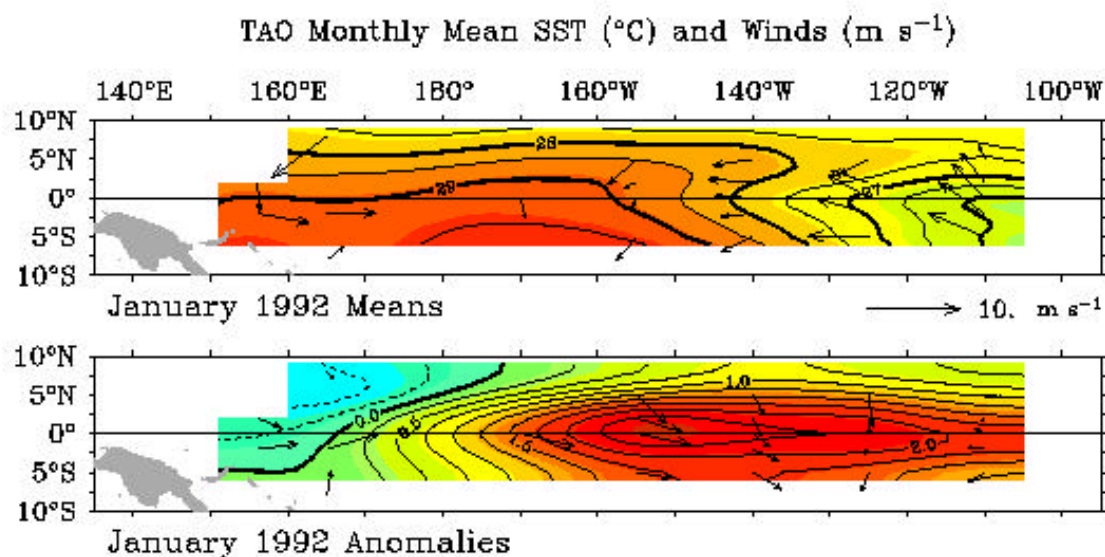 TAO Monthly Mean SST (°C) and Winds (m s⁻¹)
140°E 160°E 180° 160°W 140°W 120°W 100°W
10°N
5°N
0°
5°S
10°S
28
29
27
January 1992 Means
10. m s⁻¹
10°N
5°N
0°
5°S
10°S
0.0
0.5
1.0
2.0
January 1992 Anomalies